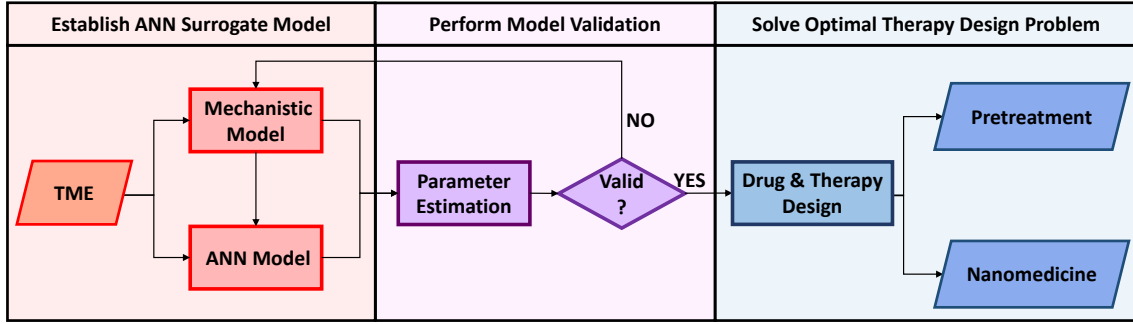 Establish ANN Surrogate Model
Perform Model Validation
Solve Optimal Therapy Design Problem
TME
Mechanistic
Model
ANN Model
Parameter
Estimation
Valid
?
NO
YES
Drug & Therapy
Design
Pretreatment
Nanomedicine